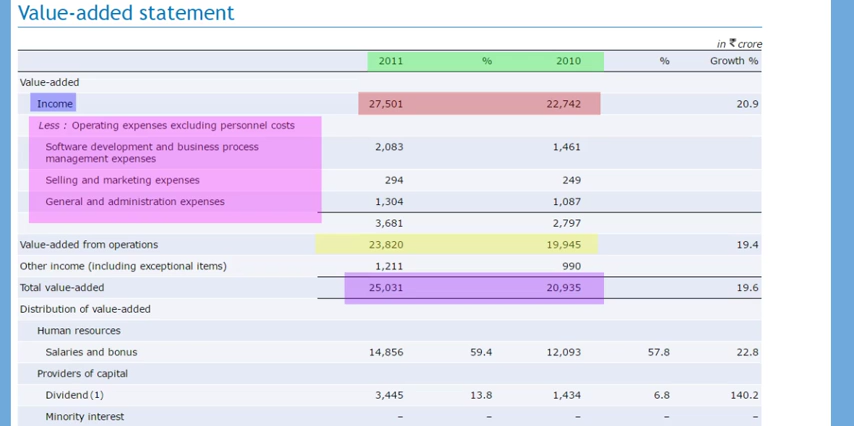 Value-added statement
in ₹ crore
2011 % 2010 % Growth %
Value-added
Income 27,501 22,742 20.9
Less : Operating expenses excluding personnel costs
Software development and business process
management expenses 2,083 1,461
Selling and marketing expenses 294 249
General and administration expenses 1,304 1,087
3,681 2,797
Value-added from operations 23,820 19,945 19.4
Other income (including exceptional items) 1,211 990
Total value-added 25,031 20,935 19.6
Distribution of value-added
Human resources
Salaries and bonus 14,856 59.4 12,093 57.8 22.8
Providers of capital
Dividend (1) 3,445 13.8 1,434 6.8 140.2
Minority interest – – – – –